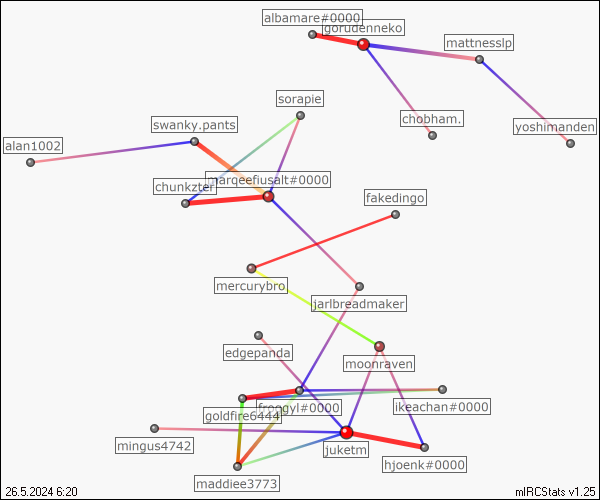 albamare#0000
gorudenneko
mattnesslp
sorapie
swanky.pants
chobham.
yoshimanden
alan1002
marqeefiusalt#0000
chunkzter
fakedingo
mercurybro
jarlbreadmaker
edgepanda
moonraven
froogyl#0000
ikeachan#0000
goldfire6444
mingus4742
juketm
hjoenk#0000
maddiee3773
26.5.2024 6:20
mIRCStats v1.25